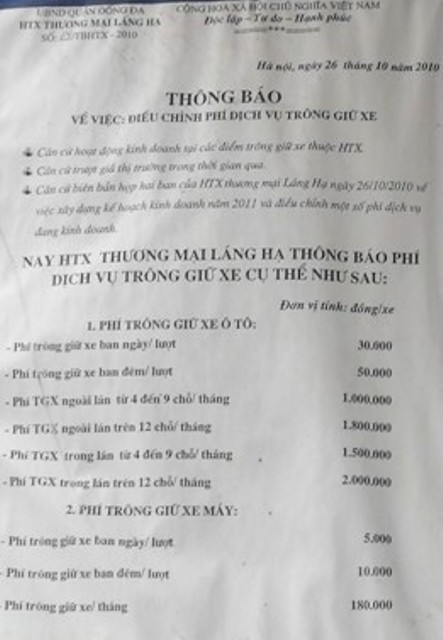 UBND QUẬN ĐỐNG ĐA
CỘNG HOÀ XÃ HỘI CHỦ NGHĨA VIỆT NAM
HTX THƯƠNG MẠI LÁNG HẠ
Độc lập - Tự do - Hạnh phúc
SỐ: /TBHTX - 2010
Hà nội, ngày 26 tháng 10 năm 2010
THÔNG BÁO
VỀ VIỆC: ĐIỀU CHỈNH PHÍ DỊCH VỤ TRÔNG GIỮ XE
Căn cứ hoạt động kinh doanh tại các điểm trông giữ xe thuộc HTX.
Căn cứ trượt giá thị trường trong thời gian qua.
Căn cứ biên bản họp hai ban của HTX thương mại Láng Hạ ngày 26/10/2010 về
việc xây dựng kế hoạch kinh doanh năm 2011 và điều chỉnh một số phí dịch vụ
đang kinh doanh.
NAY HTX THƯƠNG MẠI LÁNG HẠ THÔNG BÁO PHÍ
DỊCH VỤ TRÔNG GIỮ XE CỤ THỂ NHƯ SAU:
Đơn vị tính: đồng/xe
1. PHÍ TRÔNG GIỮ XE Ô TÔ:
- Phí trông giữ xe ban ngày/ lượt 30.000
- Phí trông giữ xe ban đêm/ lượt 50.000
- Phí TGX ngoài lán từ 4 đến 9 chỗ/ tháng 1.000.000
- Phí TGX ngoài lán trên 12 chỗ/ tháng 1.800.000
- Phí TGX trong lán từ 4 đến 9 chỗ/ tháng 1.500.000
- Phí TGX trong lán trên 12 chỗ/ tháng 2.000.000
2. PHÍ TRÔNG GIỮ XE MÁY:
- Phí trông giữ xe ban ngày/ lượt 5.000
- Phí trông giữ xe ban đêm/ lượt 10.000
- Phí trông giữ xe/ tháng 180.000